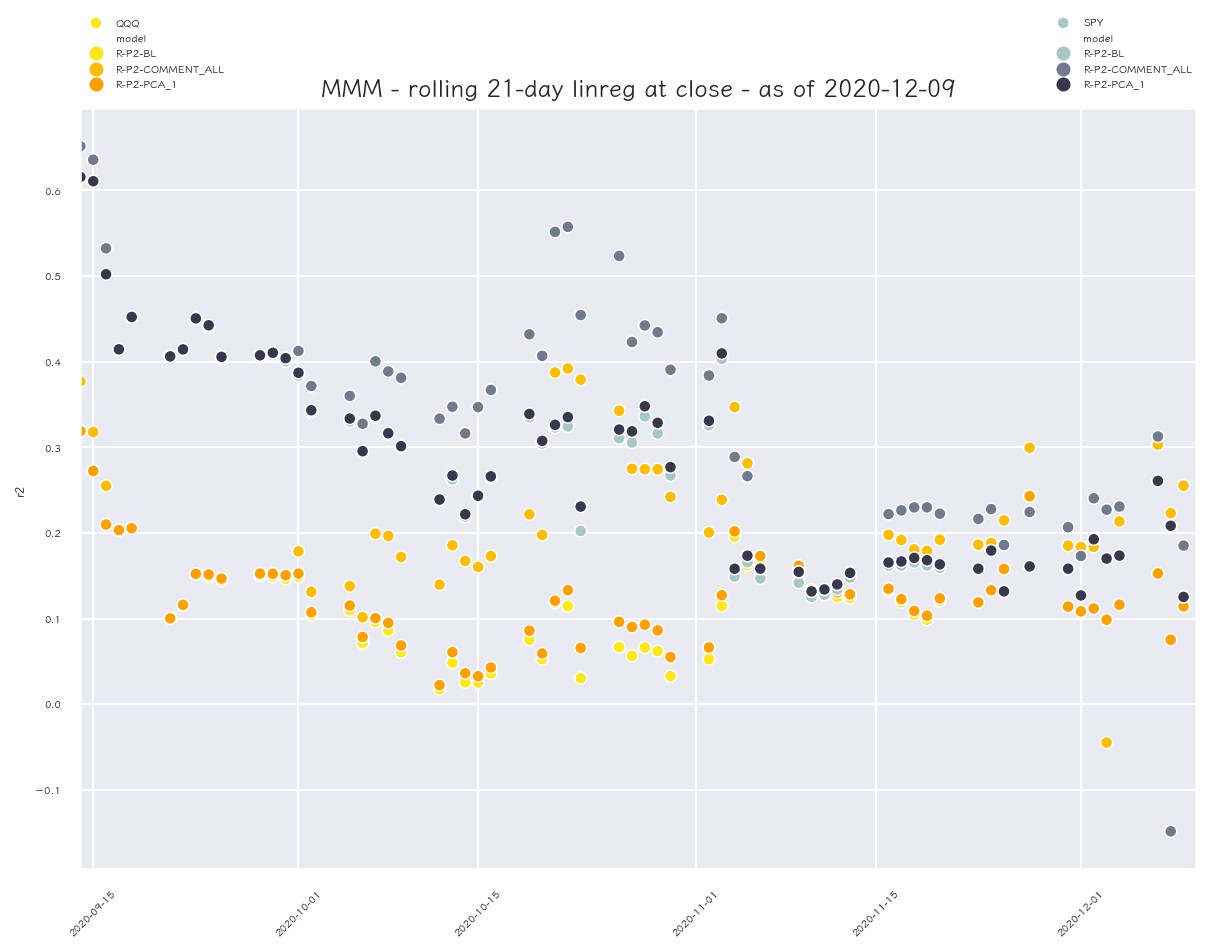 QQQ
model
R-P2-BL
R-P2-COMMENT_ALL
R-P2-PCA_1
SPY
model
R-P2-BL
R-P2-COMMENT_ALL
R-P2-PCA_1
MMM - rolling 21-day linreg at close - as of 2020-12-09
r2
0.6
0.5
0.4
0.3
0.2
0.1
0.0
−0.1
2020-09-15
2020-10-01
2020-10-15
2020-11-01
2020-11-15
2020-12-01